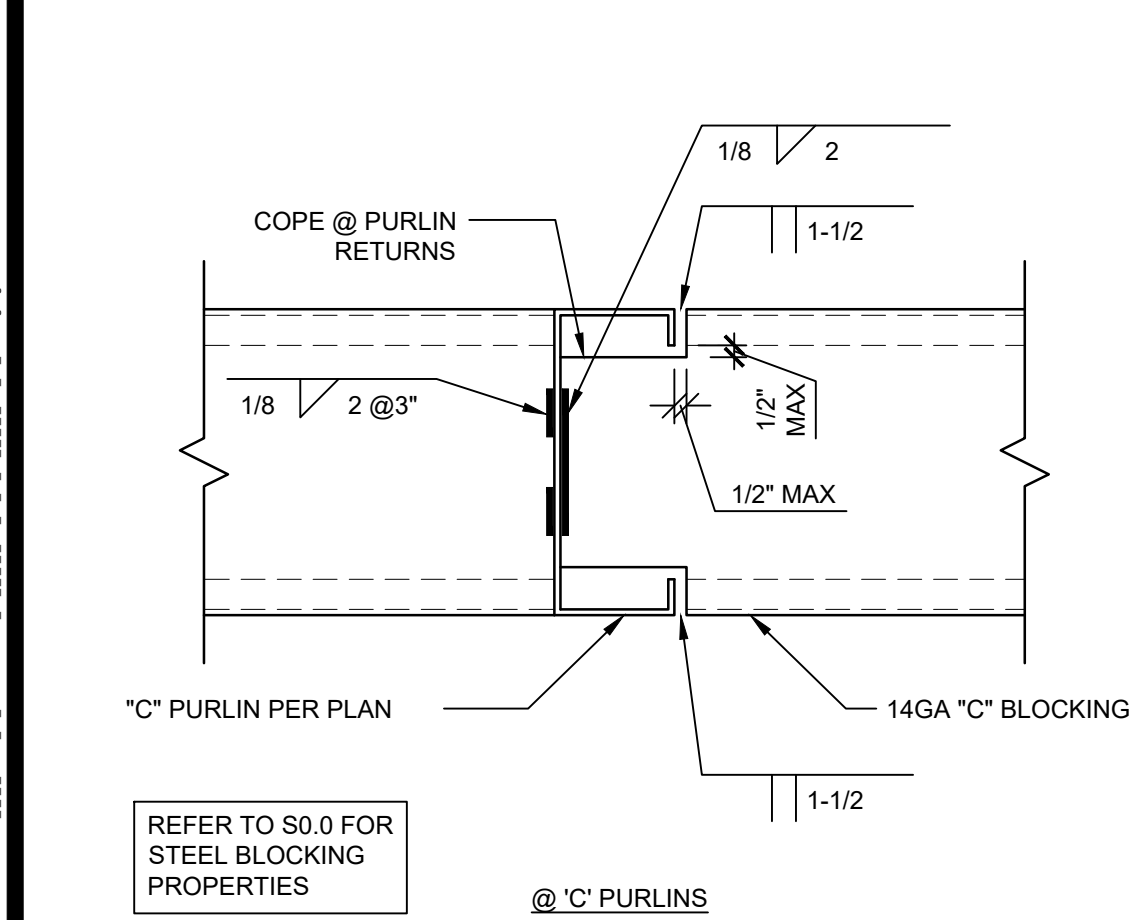 1/8 2
1-1/2
COPE @ PURLIN
RETURNS
1/8 2 @3"
1/2"
MAX
1/2" MAX
"C" PURLIN PER PLAN
14GA "C" BLOCKING
1-1/2
REFER TO S0.0 FOR
STEEL BLOCKING
PROPERTIES
@ 'C' PURLINS